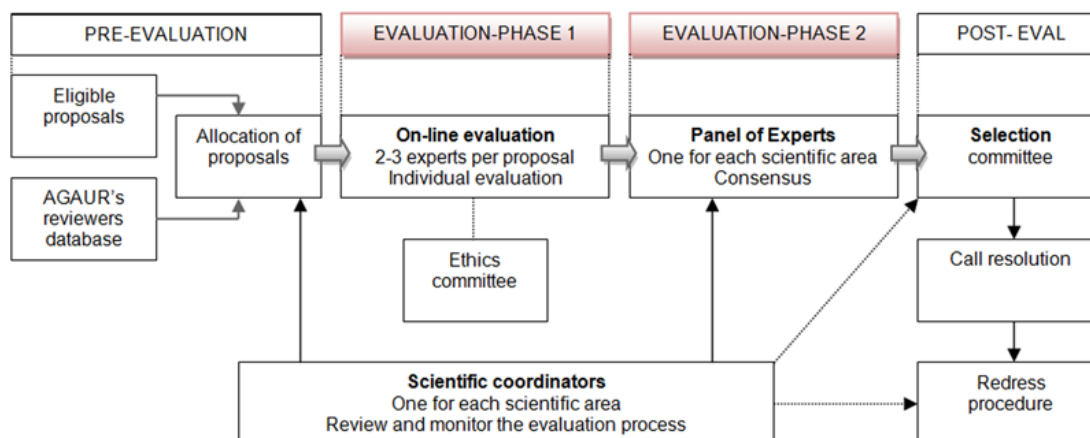 PRE-EVALUATION
EVALUATION-PHASE 1
EVALUATION-PHASE 2
POST- EVAL
Eligible
proposals
AGAUR's
reviewers
database
Allocation of
proposals
On-line evaluation
2-3 experts per proposal
Individual evaluation
Ethics
committee
Panel of Experts
One for each scientific area
Consensus
Selection
committee
Call resolution
Redress
procedure
Scientific coordinators
One for each scientific area
Review and monitor the evaluation process